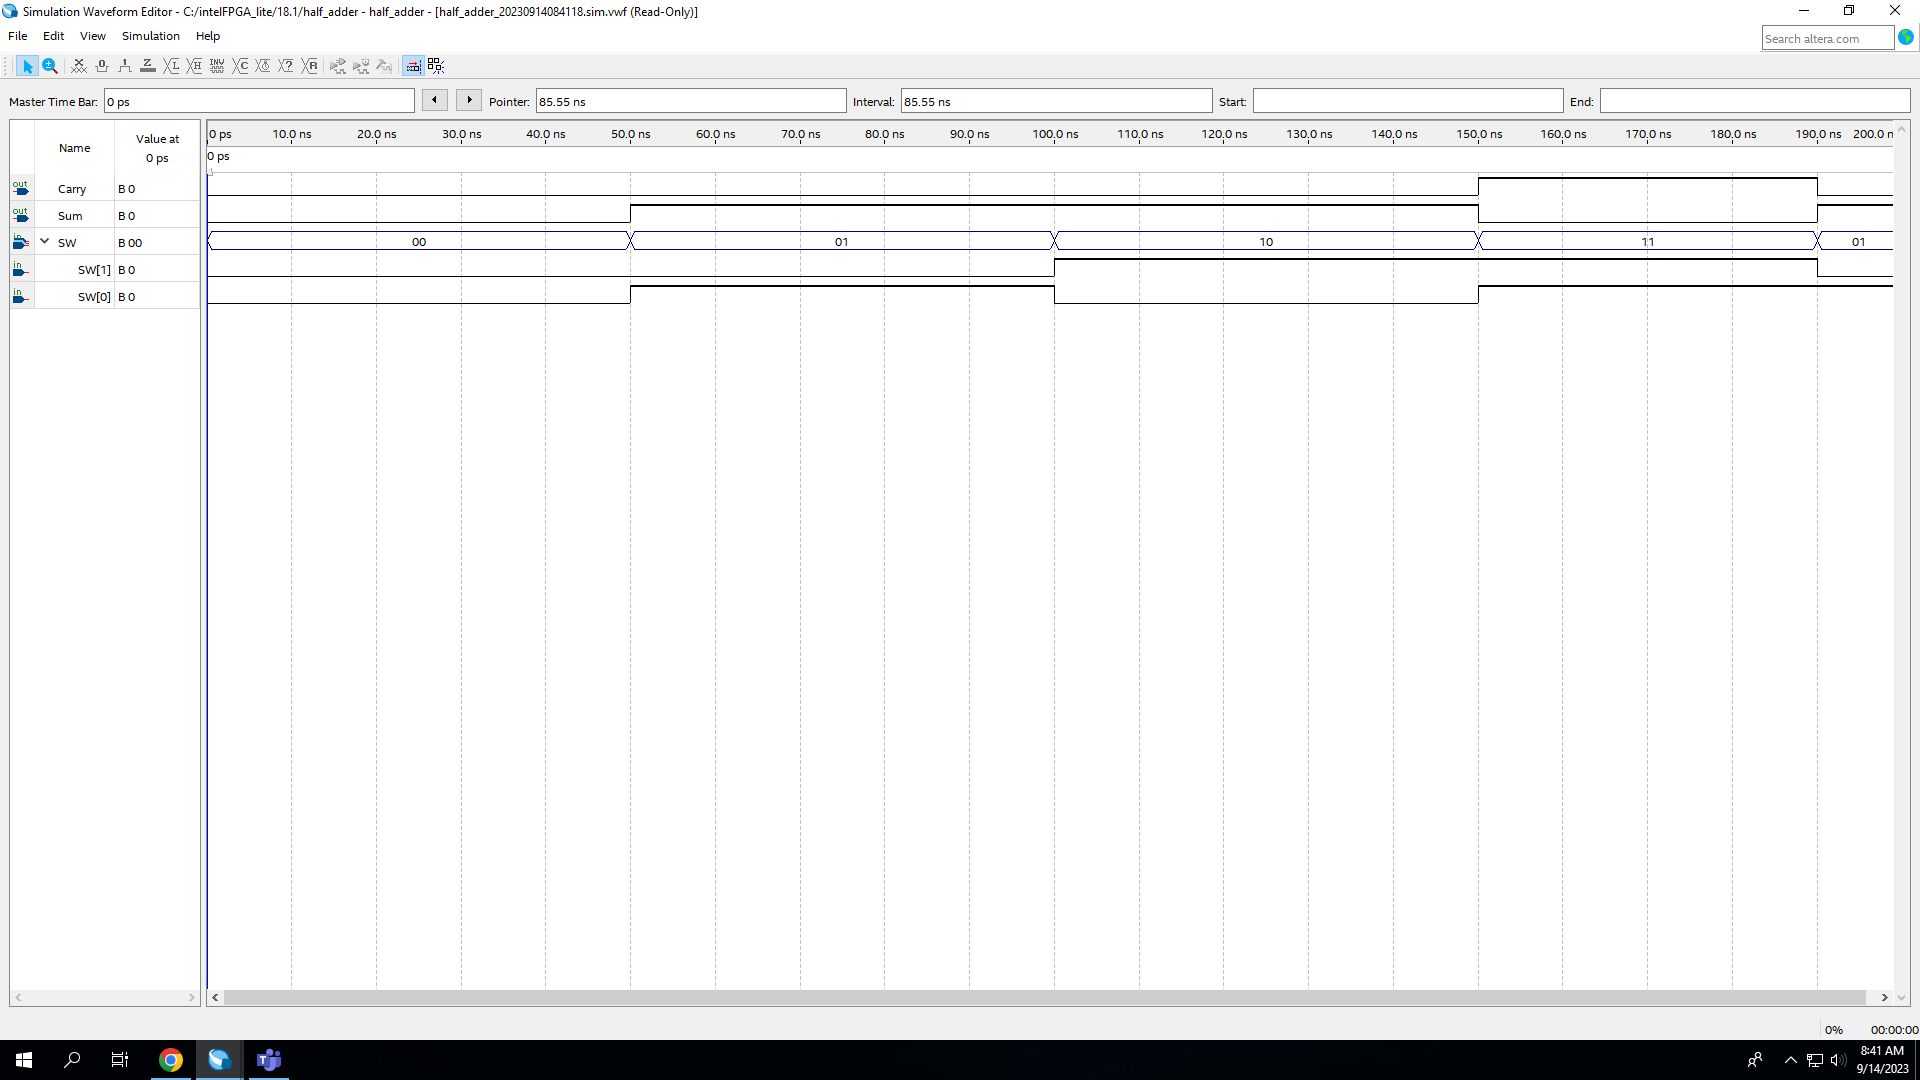 Simulation Waveform Editor - C:/intelFPGA_lite/18.1/half_adder - half_adder - [half_adder_20230914084118.sim.vwf (Read-Only)]
File Edit View Simulation Help
Search altera.com
Master Time Bar: 0 ps Pointer: 85.55 ns Interval: 85.55 ns Start: End:
Name Value at 0 ps
0 ps 10.0 ns 20.0 ns 30.0 ns 40.0 ns 50.0 ns 60.0 ns 70.0 ns 80.0 ns 90.0 ns 100.0 ns 110.0 ns 120.0 ns 130.0 ns 140.0 ns 150.0 ns 160.0 ns 170.0 ns 180.0 ns 190.0 ns 200.0 n
0 ps
out Carry B 0
out Sum B 0
in SW B 00 00 01 10 11 01
in SW[1] B 0
in SW[0] B 0
0% 00:00:00
8:41 AM
9/14/2023